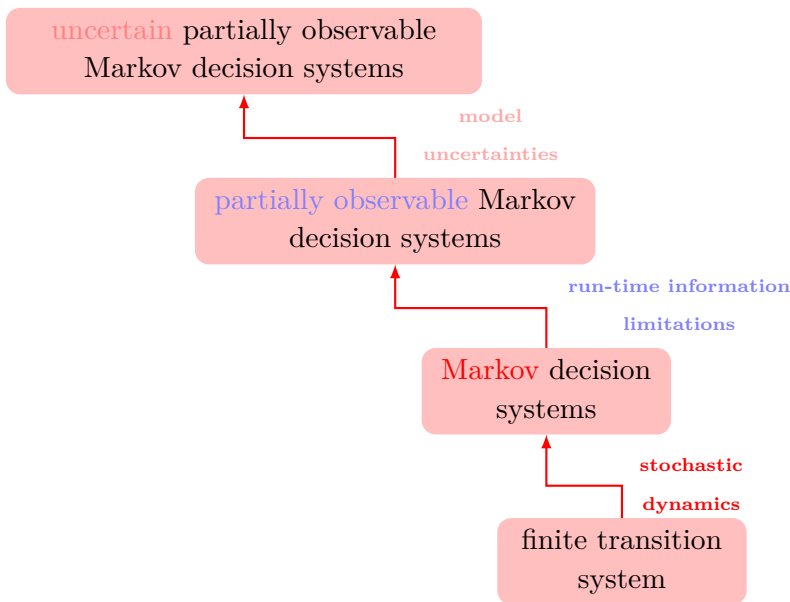 uncertain partially observable
Markov decision systems
model
uncertainties
partially observable Markov
decision systems
run-time information
limitations
Markov decision
systems
stochastic
dynamics
finite transition
system